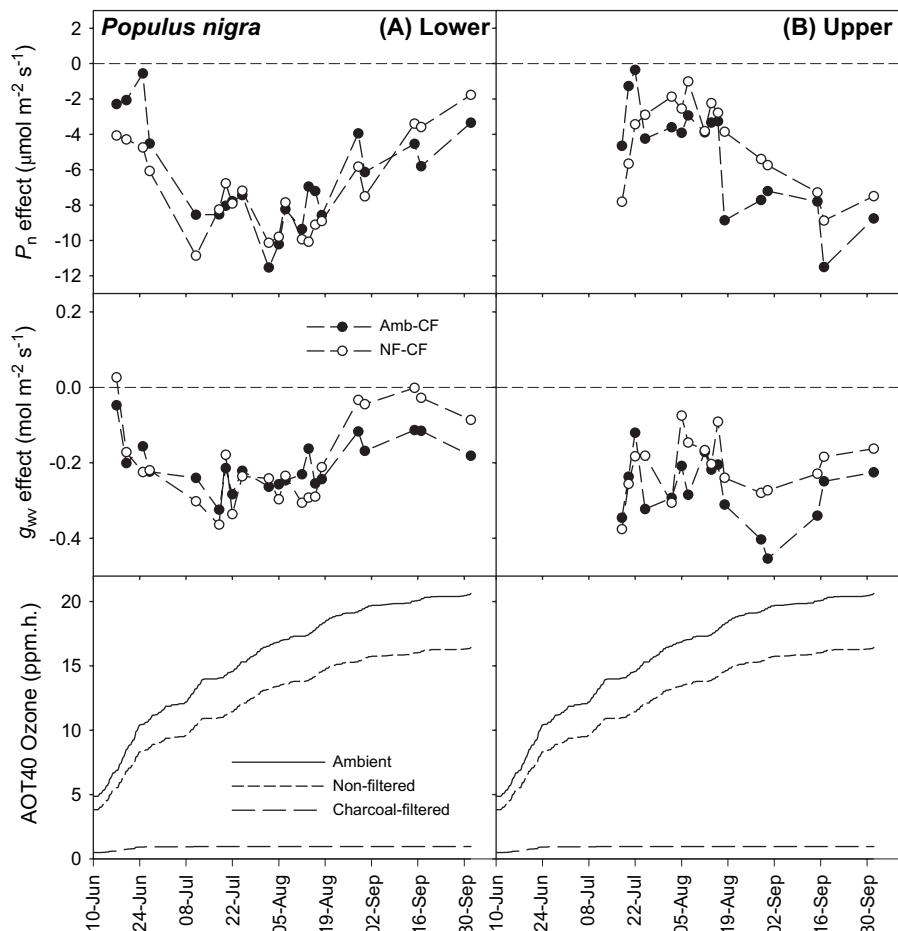 Populus nigra
(A) Lower
(B) Upper
Pn effect (μmol m−2 s−1)
2
0
-2
-4
-6
-8
-10
-12
gwv effect (mol m−2 s−1)
0.2
0.0
-0.2
-0.4
Amb-CF
NF-CF
AOT40 Ozone (ppm.h.)
20
15
10
5
0
Ambient
Non-filtered
Charcoal-filtered
10-Jun
24-Jun
08-Jul
22-Jul
05-Aug
19-Aug
02-Sep
16-Sep
30-Sep
10-Jun
24-Jun
08-Jul
22-Jul
05-Aug
19-Aug
02-Sep
16-Sep
30-Sep